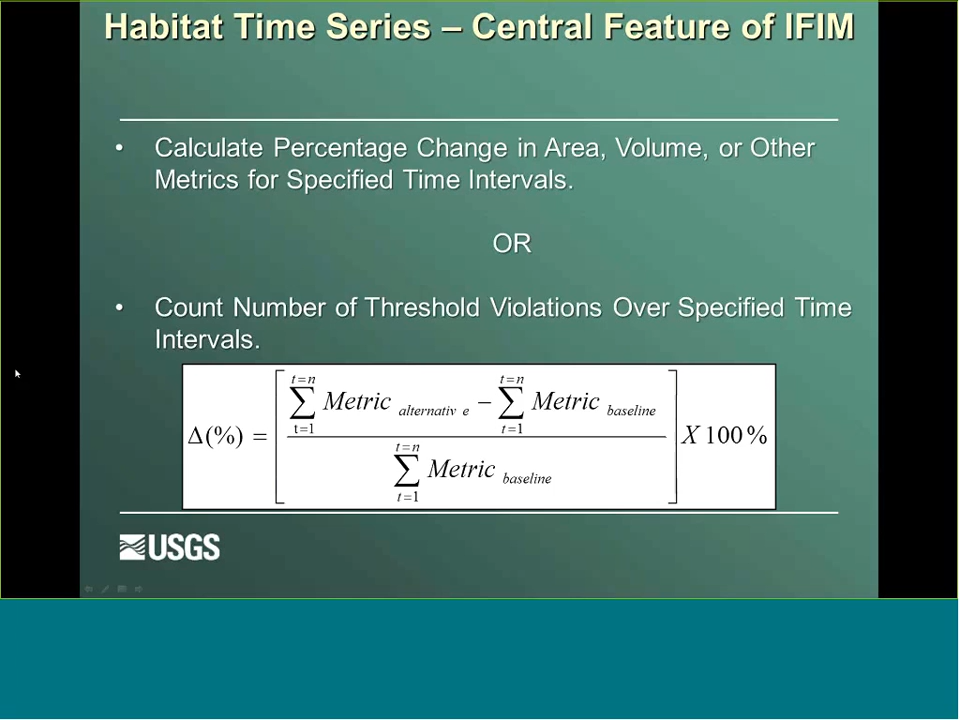 Habitat Time Series – Central Feature of IFIM
• Calculate Percentage Change in Area, Volume, or Other
Metrics for Specified Time Intervals.
OR
• Count Number of Threshold Violations Over Specified Time
Intervals.
t=n t=n
∑ Metric alternativ e − ∑ Metric baseline
t=1 t=1
Δ(%) = [ ] X 100 %
t=n
∑ Metric baseline
t=1
USGS